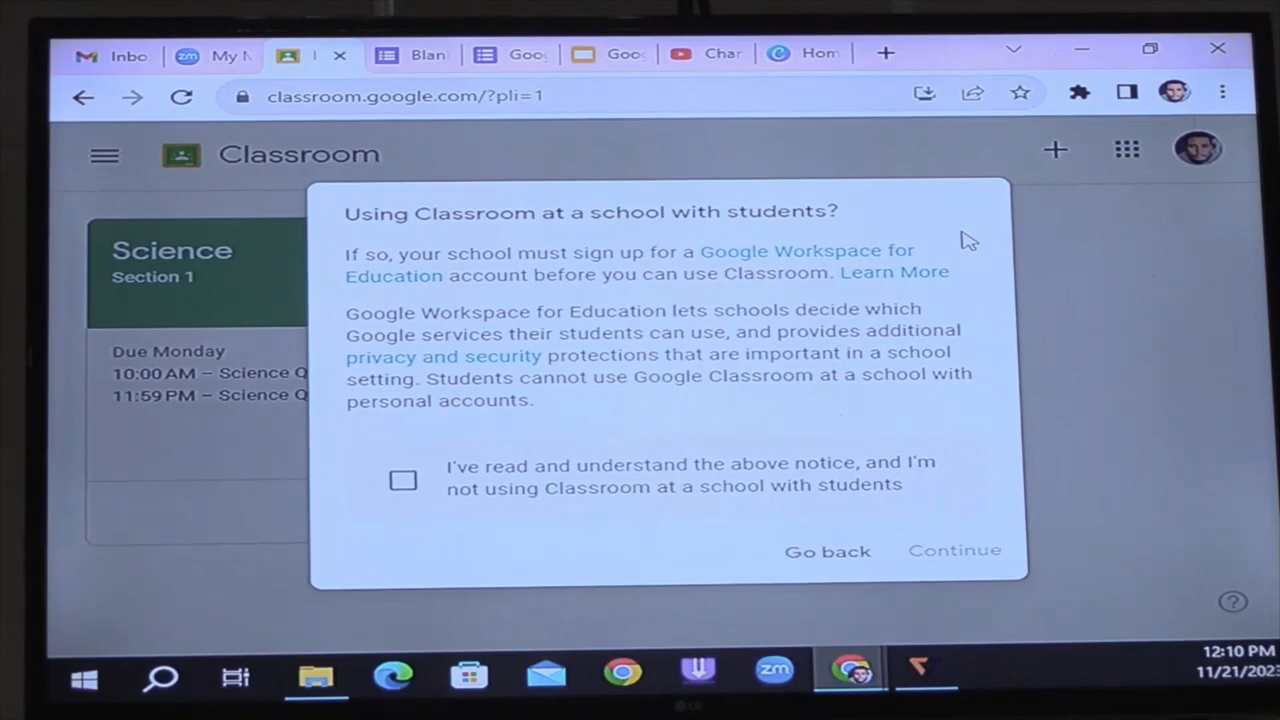 Inbo
My N
I
Blan
Goo
Goo
Char
Hom
classroom.google.com/?pli=1
Classroom
Science
Section 1
Due Monday
10:00 AM – Science Q
11:59 PM – Science Q
Using Classroom at a school with students?
If so, your school must sign up for a Google Workspace for
Education account before you can use Classroom. Learn More
Google Workspace for Education lets schools decide which
Google services their students can use, and provides additional
privacy and security protections that are important in a school
setting. Students cannot use Google Classroom at a school with
personal accounts.
I've read and understand the above notice, and I'm
not using Classroom at a school with students
Go back
Continue
zm
zm
12:10 PM
11/21/2023
LG